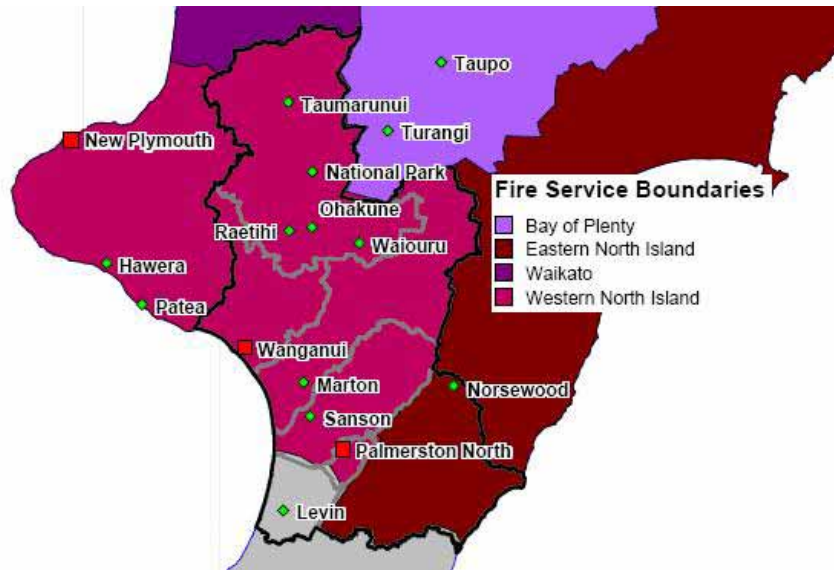 Taupo
Taumarunui
Turangi
New Plymouth
National Park
Fire Service Boundaries
Ohakune
Bay of Plenty
Raetihi
Waiouru
Eastern North Island
Hawera
Waikato
Western North Island
Patea
Wanganui
Marton
Norsewood
Sanson
Palmerston North
Levin